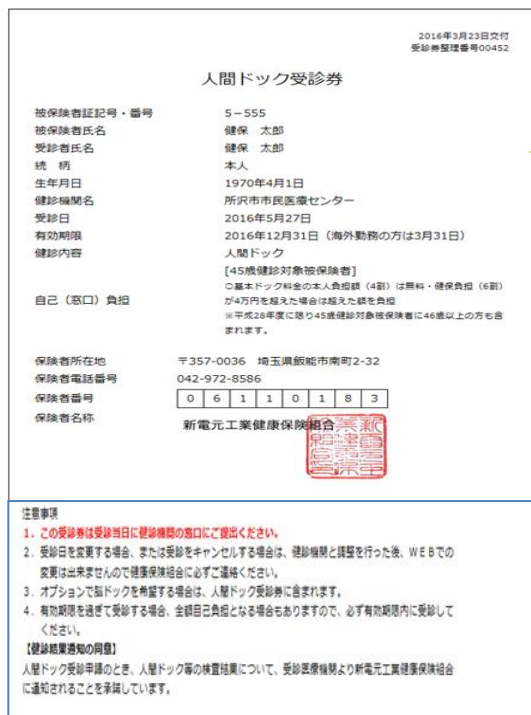 2016年3月23日交付
受診券整理番号00452
人間ドック受診券
被保険者証記号・番号 5－555
被保険者氏名 健保 太郎
受診者氏名 健保 太郎
続 柄 本人
生年月日 1970年4月1日
健診機関名 所沢市市民医療センター
受診日 2016年5月27日
有効期限 2016年12月31日（海外勤務の方は3月31日）
健診内容 人間ドック
[45歳健診対象被保険者]
自己（窓口）負担 ○基本ドック料金の本人負担額（4割）は無料・健保負担（6割）
が4万円を超えた場合は超えた額を負担
※平成28年度に限り45歳健診対象被保険者に46歳以上の方も含
まれます。
保険者所在地 〒357-0036 埼玉県飯能市南町2-32
保険者電話番号 042-972-8586
保険者番号 0 6 1 1 0 1 8 3
保険者名称 新電元工業健康保険組合
注意事項
1．この受診券は受診当日に健診機関の窓口にご提出ください。
2．受診日を変更する場合、または受診をキャンセルする場合は、健診機関と調整を行った後、ＷＥＢでの
変更は出来ませんので健康保険組合に必ずご連絡ください。
3．オプションで脳ドックを希望する場合は、人間ドック受診券に含まれます。
4．有効期限を過ぎて受診する場合、全額自己負担となる場合もありますので、必ず有効期限内に受診して
ください。
【健診結果通知の同意】
人間ドック受診申請のとき、人間ドック等の検査結果について、受診医療機関より新電元工業健康保険組合
に通知されることを承諾しています。